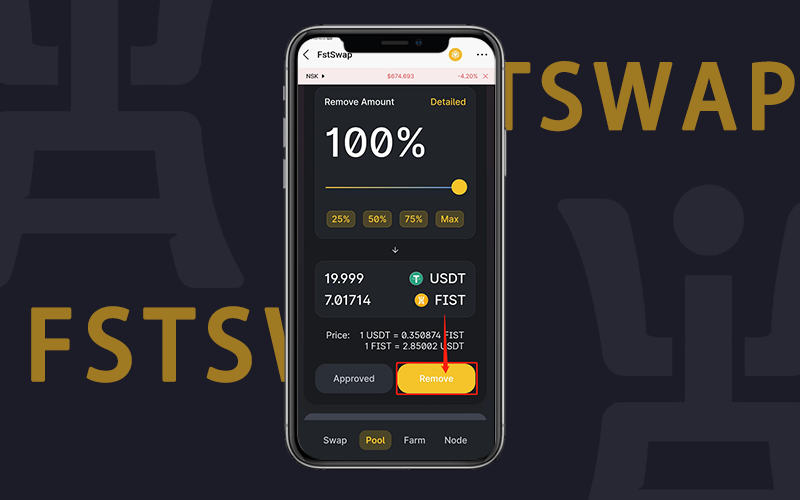 FstSwap
NSK
$674.693
-4.20%
Remove Amount
Detailed
100%
25%
50%
75%
Max
19.999
USDT
7.01714
FIST
Price:
1 USDT = 0.350874 FIST
1 FIST = 2.85002 USDT
Approved
Remove
Swap
Pool
Farm
Node
TSWAP
FSTSW